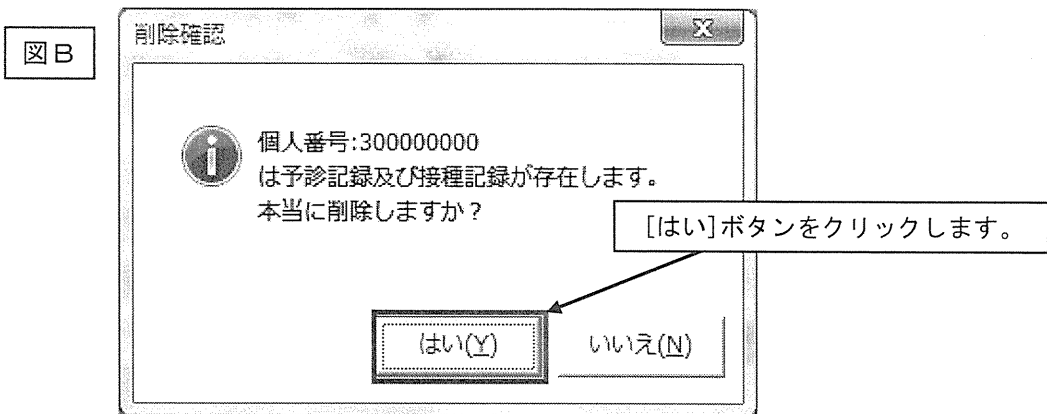 図B
削除確認
個人番号:300000000
は予診記録及び接種記録が存在します。
本当に削除しますか？
[はい]ボタンをクリックします。
はい(Y)
いいえ(N)